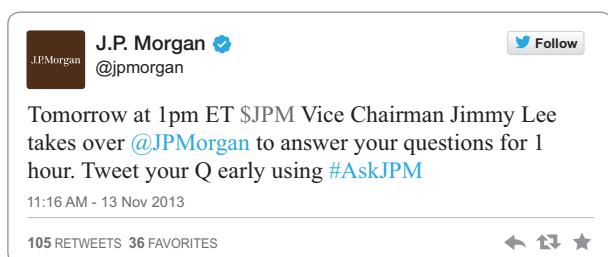 J.P. Morgan
J.P.Morgan
@jpmorgan
Follow
Tomorrow at 1pm ET $JPM Vice Chairman Jimmy Lee
takes over @JPMorgan to answer your questions for 1
hour. Tweet your Q early using #AskJPM
11:16 AM - 13 Nov 2013
105 RETWEETS 36 FAVORITES